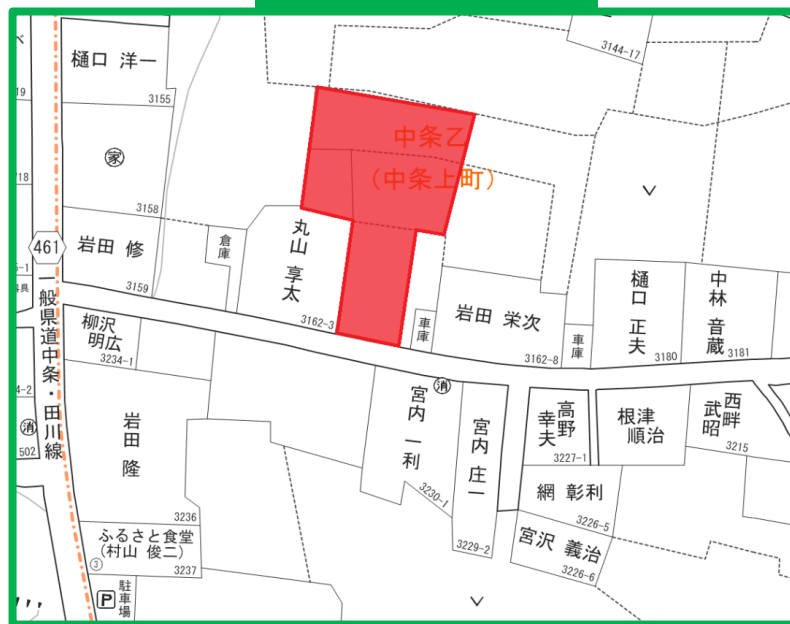 樋口 洋一
3155
3144-17
19
家
718
3158
中条乙
(中条上町)
461
岩田 修
3159
倉庫
丸山 享太
3162-3
車庫
岩田 栄次
3162-8
車庫
樋口 正夫
3180
中林 音蔵
3181
一般県道中条・田川線
柳沢
明広
3234-1
消
宮内 一利
3230-1
宮内 庄一
3229-2
高野
幸夫
3227-1
根津
順治
西畔
武昭
3215
消
502
岩田 隆
3236
網 彰利
3226-5
宮沢 義治
3226-6
ふるさと食堂
(村山 俊二)
3
3237
P
駐車場